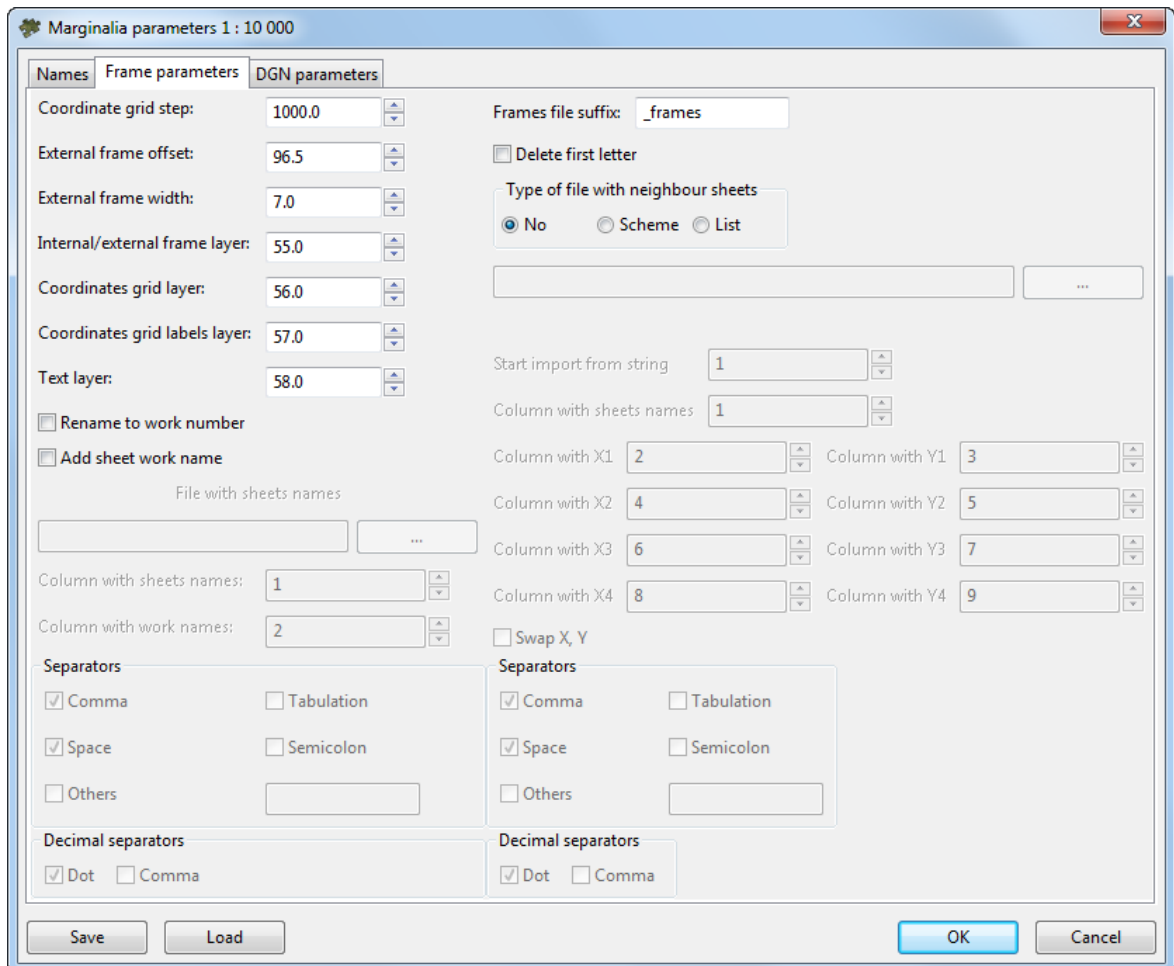 Marginalia parameters 1 : 10 000
Names Frame parameters DGN parameters
Coordinate grid step: 1000.0
External frame offset: 96.5
External frame width: 7.0
Internal/external frame layer: 55.0
Coordinates grid layer: 56.0
Coordinates grid labels layer: 57.0
Text layer: 58.0
Rename to work number
Add sheet work name
File with sheets names
...
Column with sheets names: 1
Column with work names: 2
Separators
Comma Tabulation
Space Semicolon
Others
Decimal separators
Dot Comma
Frames file suffix: _frames
Delete first letter
Type of file with neighbour sheets
No Scheme List
...
Start import from string 1
Column with sheets names 1
Column with X1 2 Column with Y1 3
Column with X2 4 Column with Y2 5
Column with X3 6 Column with Y3 7
Column with X4 8 Column with Y4 9
Swap X, Y
Separators
Comma Tabulation
Space Semicolon
Others
Decimal separators
Dot Comma
Save Load OK Cancel